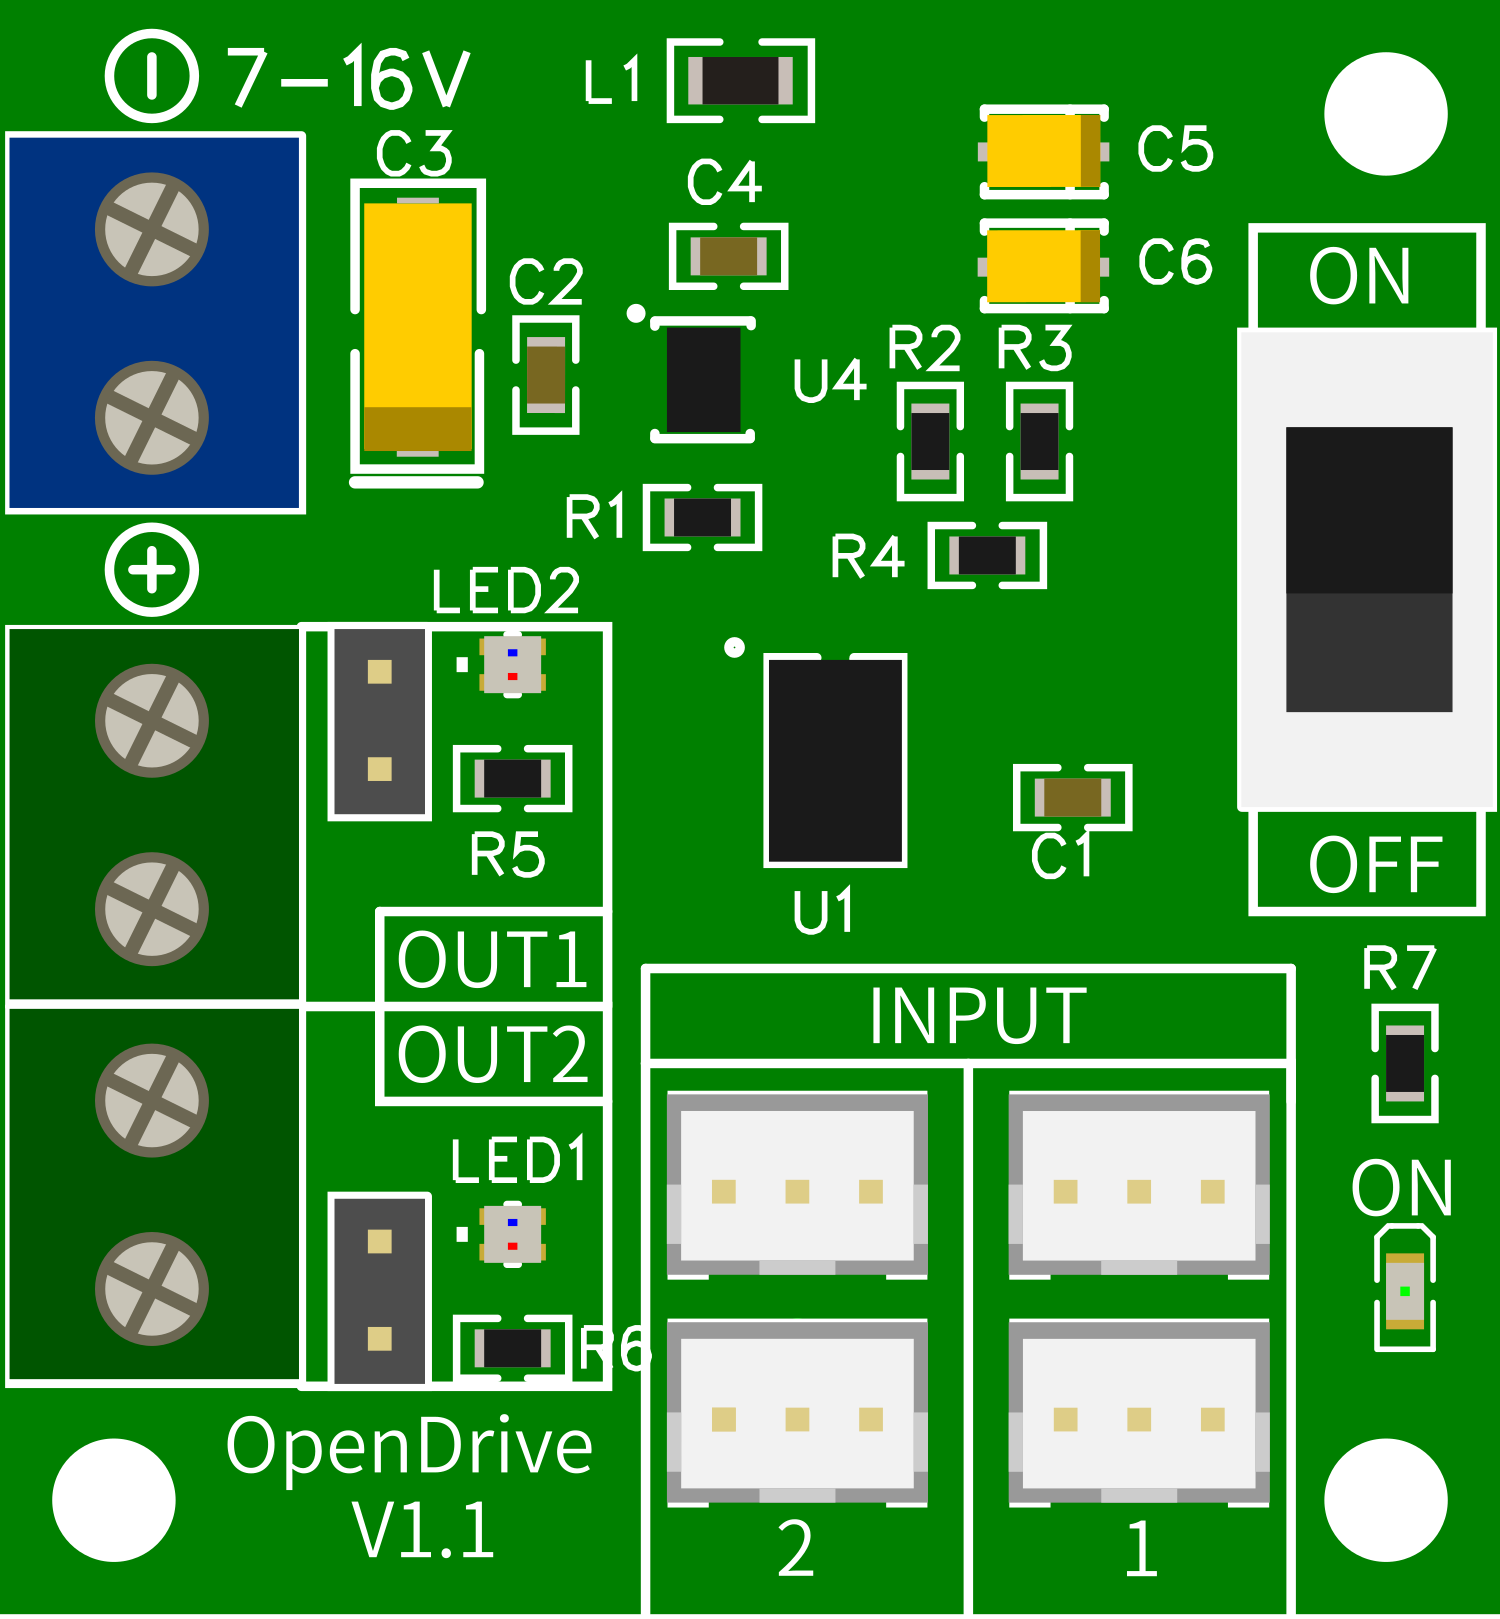 7-16V
L1
C3
C5
C4
C6
ON
C2
R2
R3
U4
R1
R4
LED2
R5
C1
OFF
U1
OUT1
R7
INPUT
OUT2
LED1
ON
R6
OpenDrive
V1.1
2
1